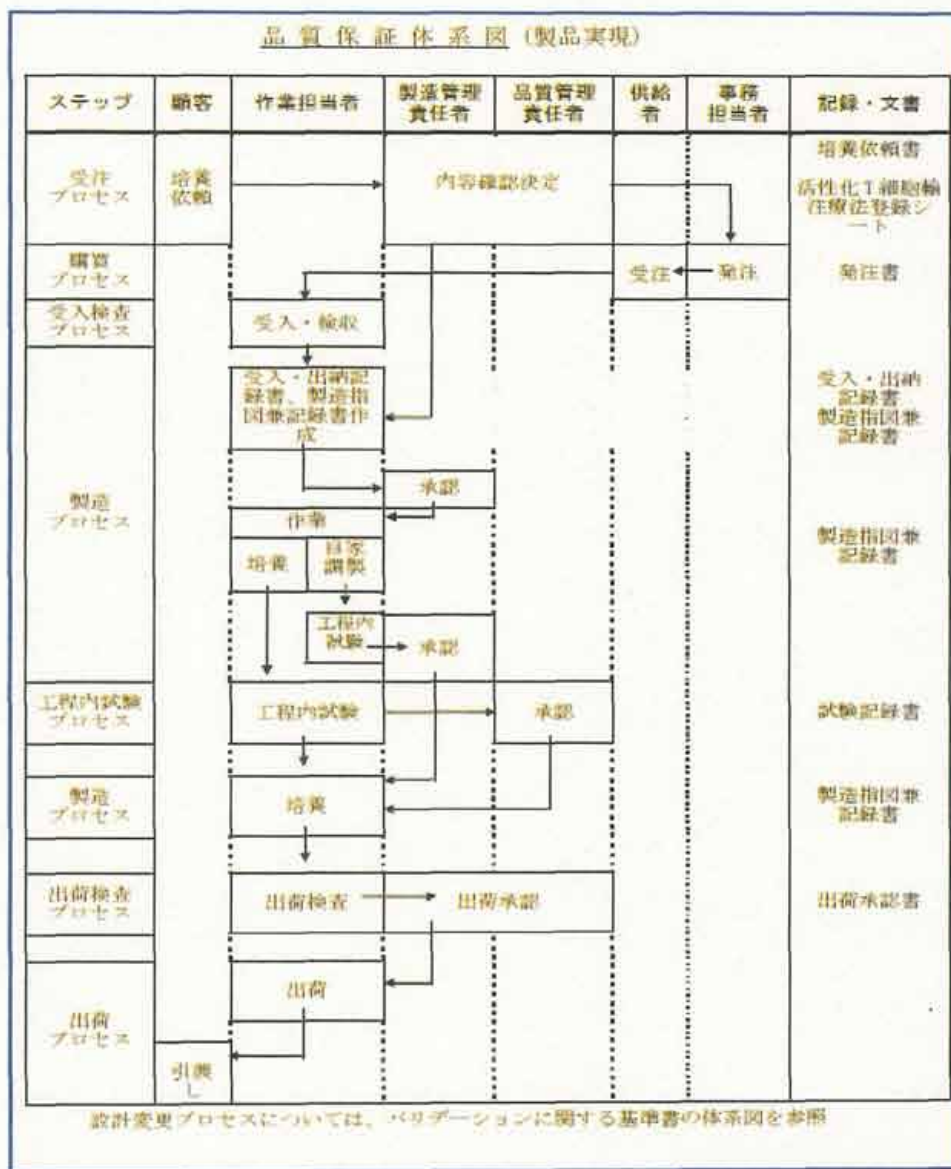 品 質 保 証 体 系 図 (製品実現)
ステップ
顧客
作業担当者
製造管理
責任者
品質管理
責任者
供給
者
事務
担当者
記録・文書
受注
プロセス
培養
依頼
内容確認決定
培養依頼書
活性化T細胞輸
注療法登録シ
ート
購買
プロセス
受注
発注
発注書
受入検査
プロセス
受入・検収
製造
プロセス
受入・出納記
録書、製造指
図兼記録書作
成
受入・出納
記録書
製造指図兼
記録書
承認
作業
培養
自家
調製
製造指図兼
記録書
工程内
試験
承認
工程内試験
プロセス
工程内試験
承認
試験記録書
製造
プロセス
培養
製造指図兼
記録書
出荷検査
プロセス
出荷検査
出荷承認
出荷承認書
出荷
プロセス
出荷
引渡
し
設計変更プロセスについては、バリデーションに関する基準書の体系図を参照